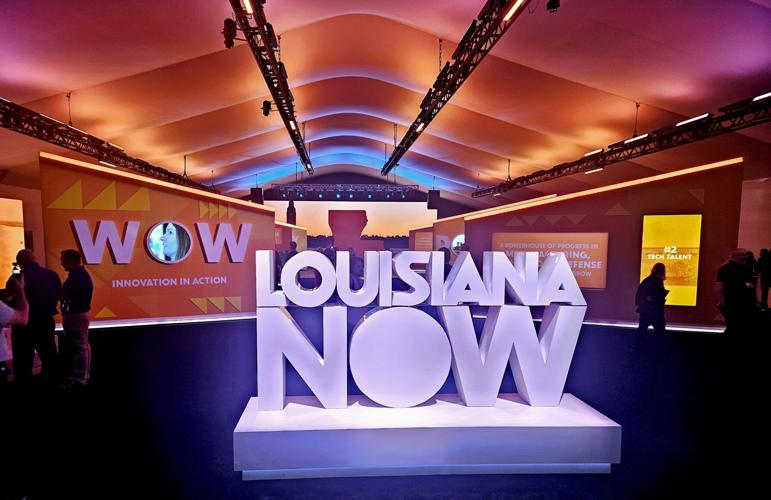 WOW
INNOVATION IN ACTION
A POWERHOUSE OF PROGRESS IN
#2
TECH TALENT
LOUISIANA
NOW